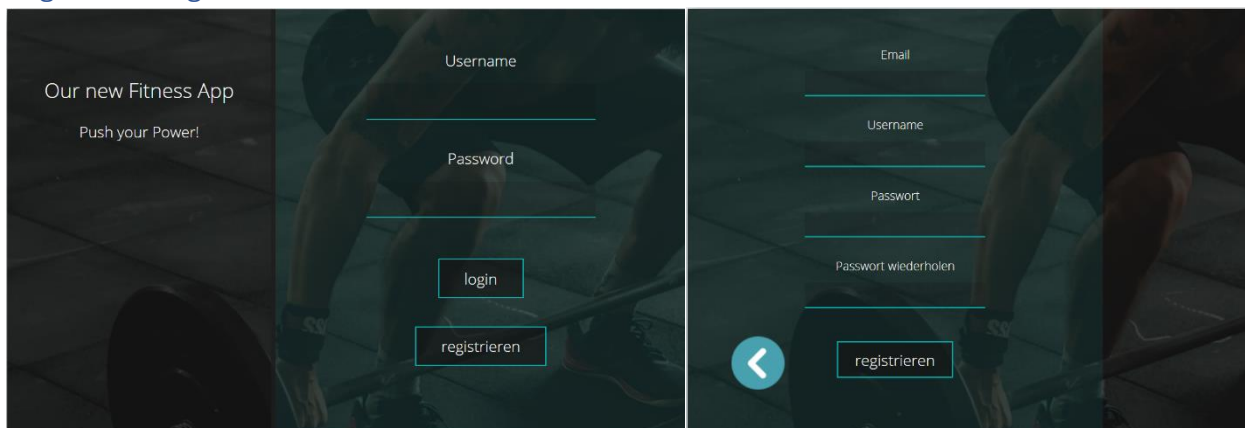 Our new Fitness App
Push your Power!
Username
Password
login
registrieren
Email
Username
Passwort
Passwort wiederholen
registrieren